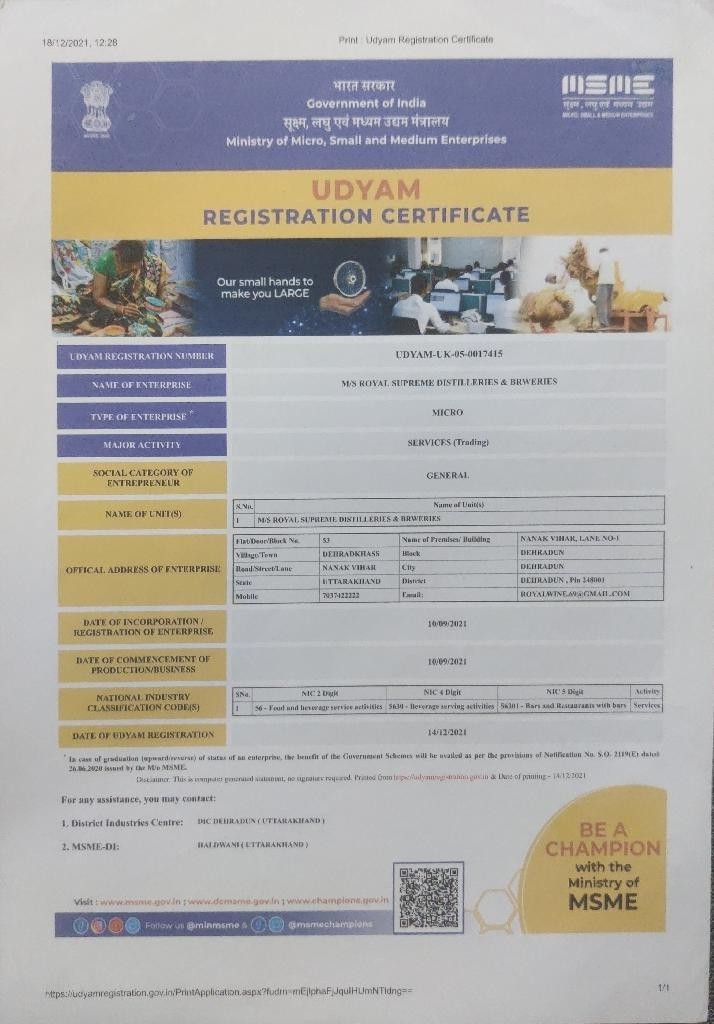 18/12/2021, 12:28
Print : Udyam Registration Certificate
भारत सरकार
Government of India
सूक्ष्म, लघु एवं मध्यम उद्यम मंत्रालय
Ministry of Micro, Small and Medium Enterprises
MSME
सूक्ष्म, लघु एवं मध्यम उद्यम
MICRO, SMALL & MEDIUM ENTERPRISES
UDYAM
REGISTRATION CERTIFICATE
Our small hands to
make you LARGE
UDYAM REGISTRATION NUMBER UDYAM-UK-05-0017415
NAME OF ENTERPRISE M/S ROYAL SUPREME DISTILLERIES & BRWERIES
TYPE OF ENTERPRISE * MICRO
MAJOR ACTIVITY SERVICES (Trading)
SOCIAL CATEGORY OF
ENTREPRENEUR
GENERAL
NAME OF UNIT(S)
S.No. Name of Unit(s)
1 M/S ROYAL SUPREME DISTILLERIES & BRWERIES
OFFICAL ADDRESS OF ENTERPRISE
Flat/Door/Block No. 53 Name of Premises/ Building NANAK VIHAR, LANE NO-1
Village/Town DEHRADKHASS Block DEHRADUN
Road/Street/Lane NANAK VIHAR City DEHRADUN
State UTTARAKHAND District DEHRADUN , Pin 248001
Mobile 7037422222 Email: ROYALWINE.69@GMAIL.COM
DATE OF INCORPORATION /
REGISTRATION OF ENTERPRISE
10/09/2021
DATE OF COMMENCEMENT OF
PRODUCTION/BUSINESS
10/09/2021
NATIONAL INDUSTRY
CLASSIFICATION CODE(S)
SNo. NIC 2 Digit NIC 4 Digit NIC 5 Digit Activity
1 56 - Food and beverage service activities 5630 - Beverage serving activities 56301 - Bars and Restaurants with bars Services
DATE OF UDYAM REGISTRATION 14/12/2021
* In case of graduation (upward/reverse) of status of an enterprise, the benefit of the Government Schemes will be availed as per the provisions of Notification No. S.O. 2119(E) dated
26.06.2020 issued by the M/o MSME.
Disclaimer: This is computer generated statement, no signature required. Printed from https://udyamregistration.gov.in & Date of printing:- 14/12/2021
For any assistance, you may contact:
1. District Industries Centre: DIC DEHRADUN ( UTTARAKHAND )
2. MSME-DI: HALDWANI ( UTTARAKHAND )
BE A
CHAMPION
with the
Ministry of
MSME
Visit : www.msme.gov.in ; www.dcmsme.gov.in ; www.champions.gov.in
Follow us @minmsme & @msmechampions
https://udyamregistration.gov.in/PrintApplication.aspx?fudrn=mEjIphaFjJquIHUmNTIdng==
1/1